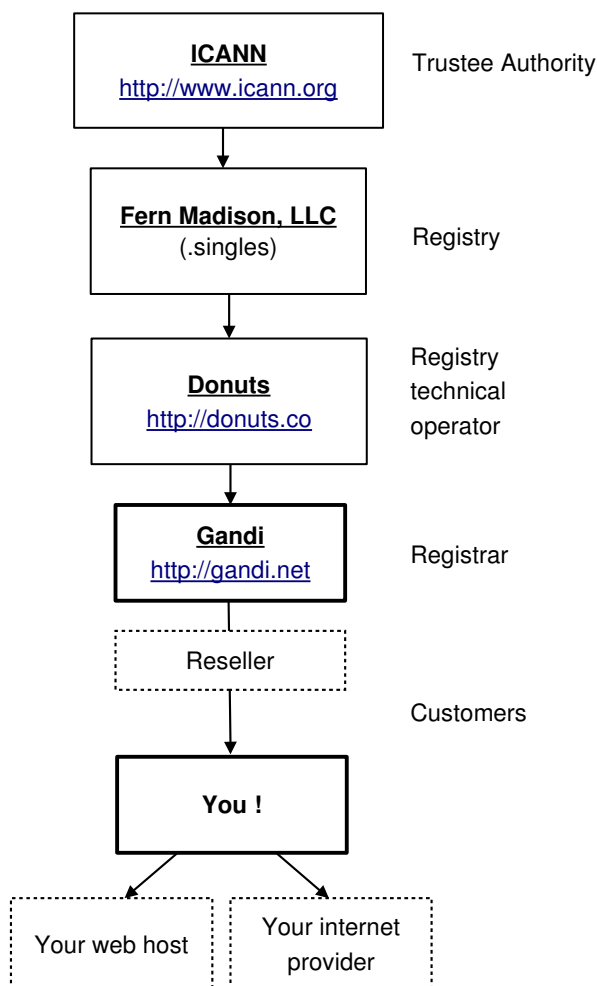 ICANN
http://www.icann.org
Trustee Authority
Fern Madison, LLC
(.singles)
Registry
Donuts
http://donuts.co
Registry
technical
operator
Gandi
http://gandi.net
Registrar
Reseller
Customers
You !
Your web host
Your internet
provider